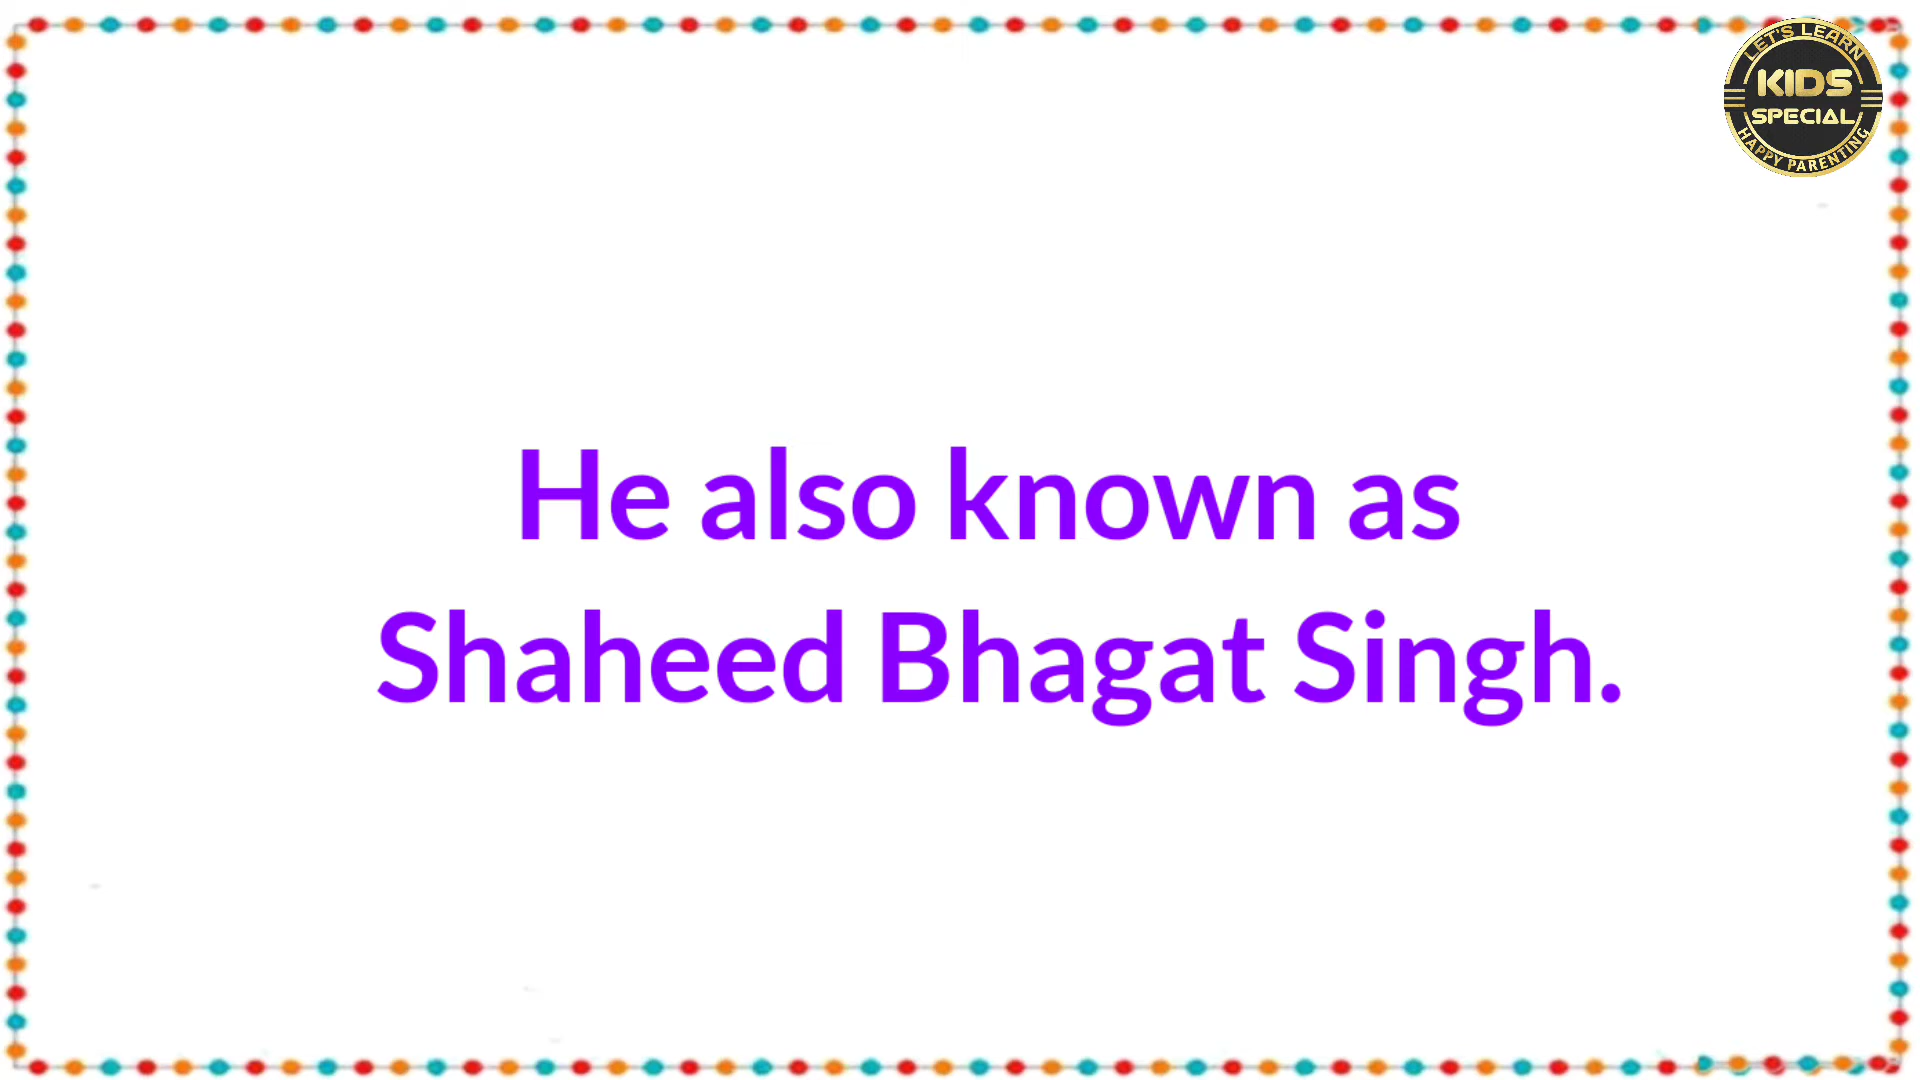 LET'S LEARN
KIDS
SPECIAL
HAPPY PARENTING
He also known as
Shaheed Bhagat Singh.